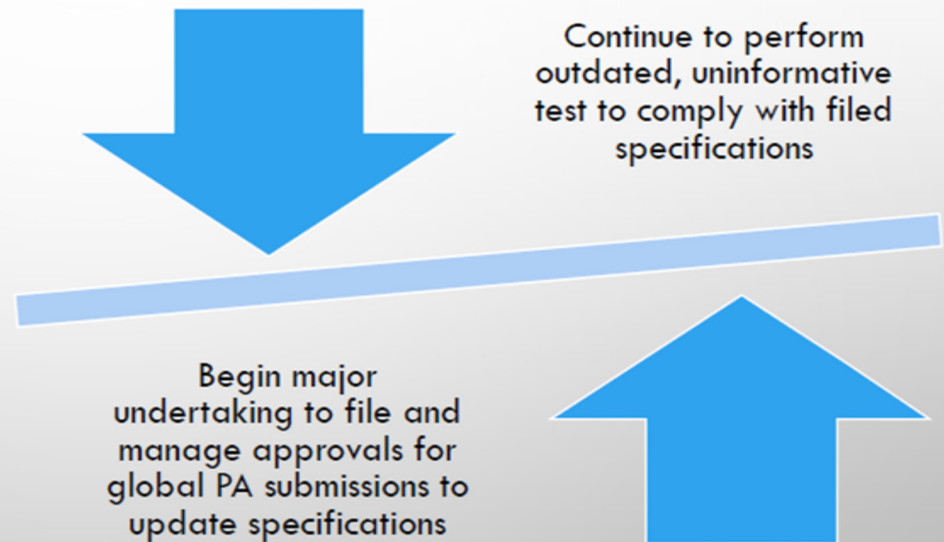 Continue to perform
outdated, uninformative
test to comply with filed
specifications
Begin major
undertaking to file and
manage approvals for
global PA submissions to
update specifications